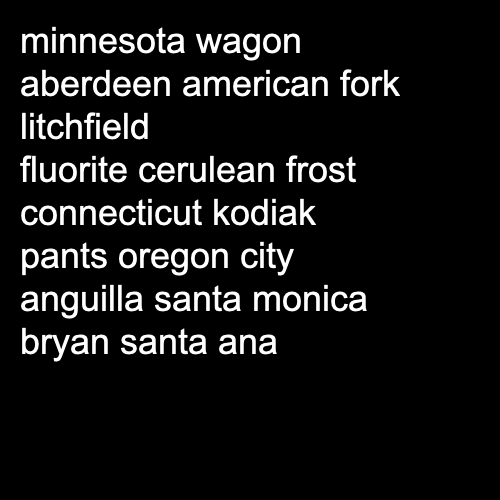 minnesota wagon
aberdeen american fork
litchfield
fluorite cerulean frost
connecticut kodiak
pants oregon city
anguilla santa monica
bryan santa ana